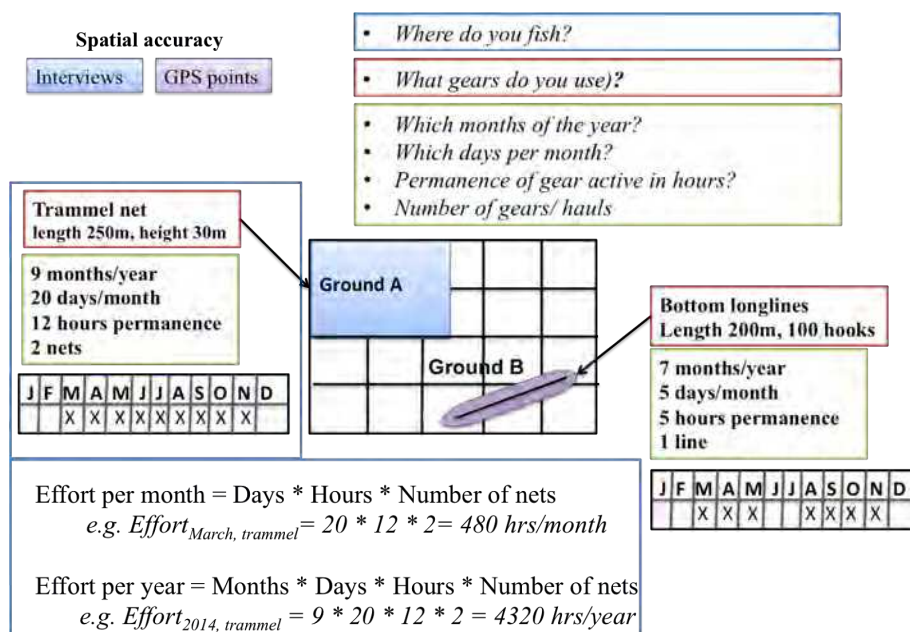 Spatial accuracy
Interviews
GPS points
• Where do you fish?
• What gears do you use)?
• Which months of the year?
• Which days per month?
• Permanence of gear active in hours?
• Number of gears/ hauls
Trammel net
length 250m, height 30m
9 months/year
20 days/month
12 hours permanence
2 nets
J F M A M J J A S O N D
X X X X X X X X X
Ground A
Ground B
Bottom longlines
Length 200m, 100 hooks
7 months/year
5 days/month
5 hours permanence
1 line
J F M A M J J A S O N D
X X X X X X X
Effort per month = Days * Hours * Number of nets
e.g. Effort March, trammel = 20 * 12 * 2= 480 hrs/month
Effort per year = Months * Days * Hours * Number of nets
e.g. Effort 2014, trammel = 9 * 20 * 12 * 2 = 4320 hrs/year